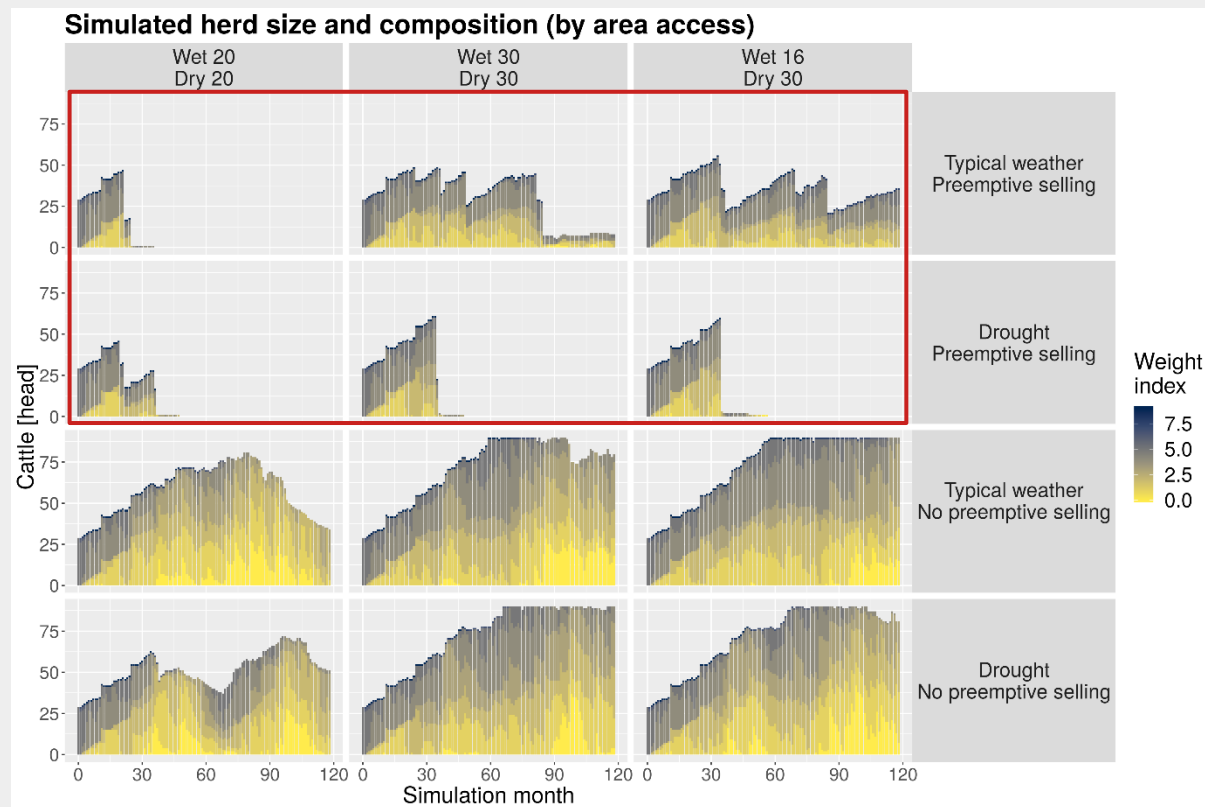 Simulated herd size and composition (by area access)
Wet 20
Dry 20
Wet 30
Dry 30
Wet 16
Dry 30
75
50
25
0
Typical weather
Preemptive selling
75
50
25
0
Drought
Preemptive selling
75
50
25
0
Typical weather
No preemptive selling
75
50
25
0
Drought
No preemptive selling
Cattle [head]
0 30 60 90 120
0 30 60 90 120
0 30 60 90 120
Simulation month
Weight
index
7.5
5.0
2.5
0.0